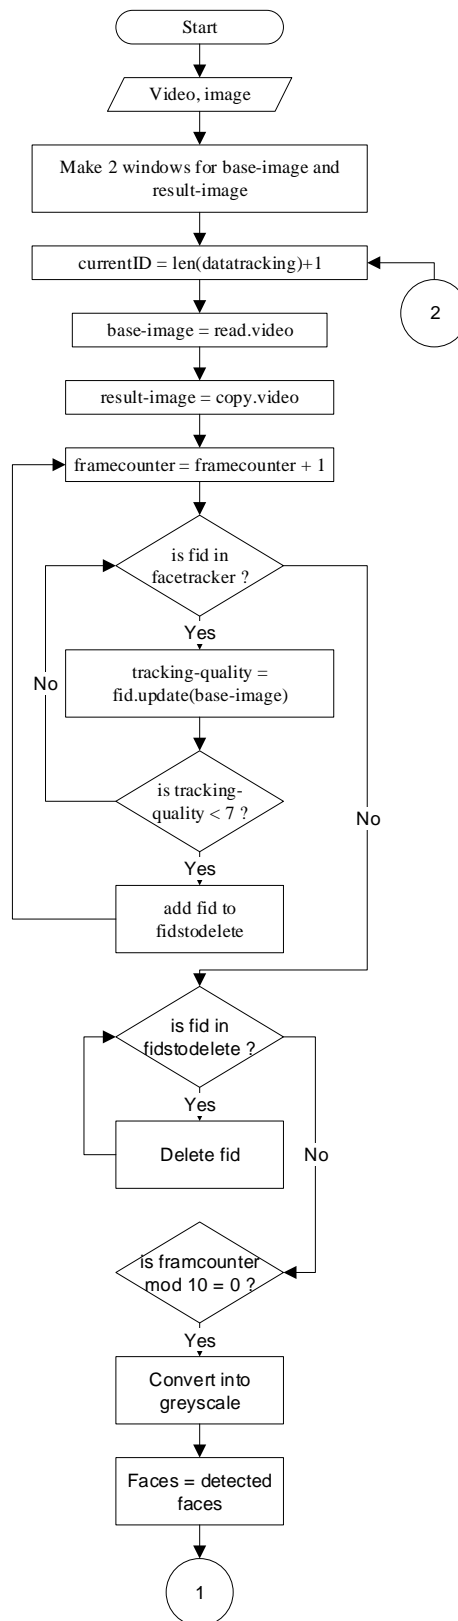 Start
Video, image
Make 2 windows for base-image and
result-image
currentID = len(datatracking)+1
2
base-image = read.video
result-image = copy.video
framecounter = framecounter + 1
is fid in
facetracker ?
Yes
No
tracking-quality =
fid.update(base-image)
is tracking-
quality < 7 ?
No
Yes
add fid to
fidstodelete
is fid in
fidstodelete ?
Yes
Delete fid
No
is framcounter
mod 10 = 0 ?
Yes
Convert into
greyscale
Faces = detected
faces
1